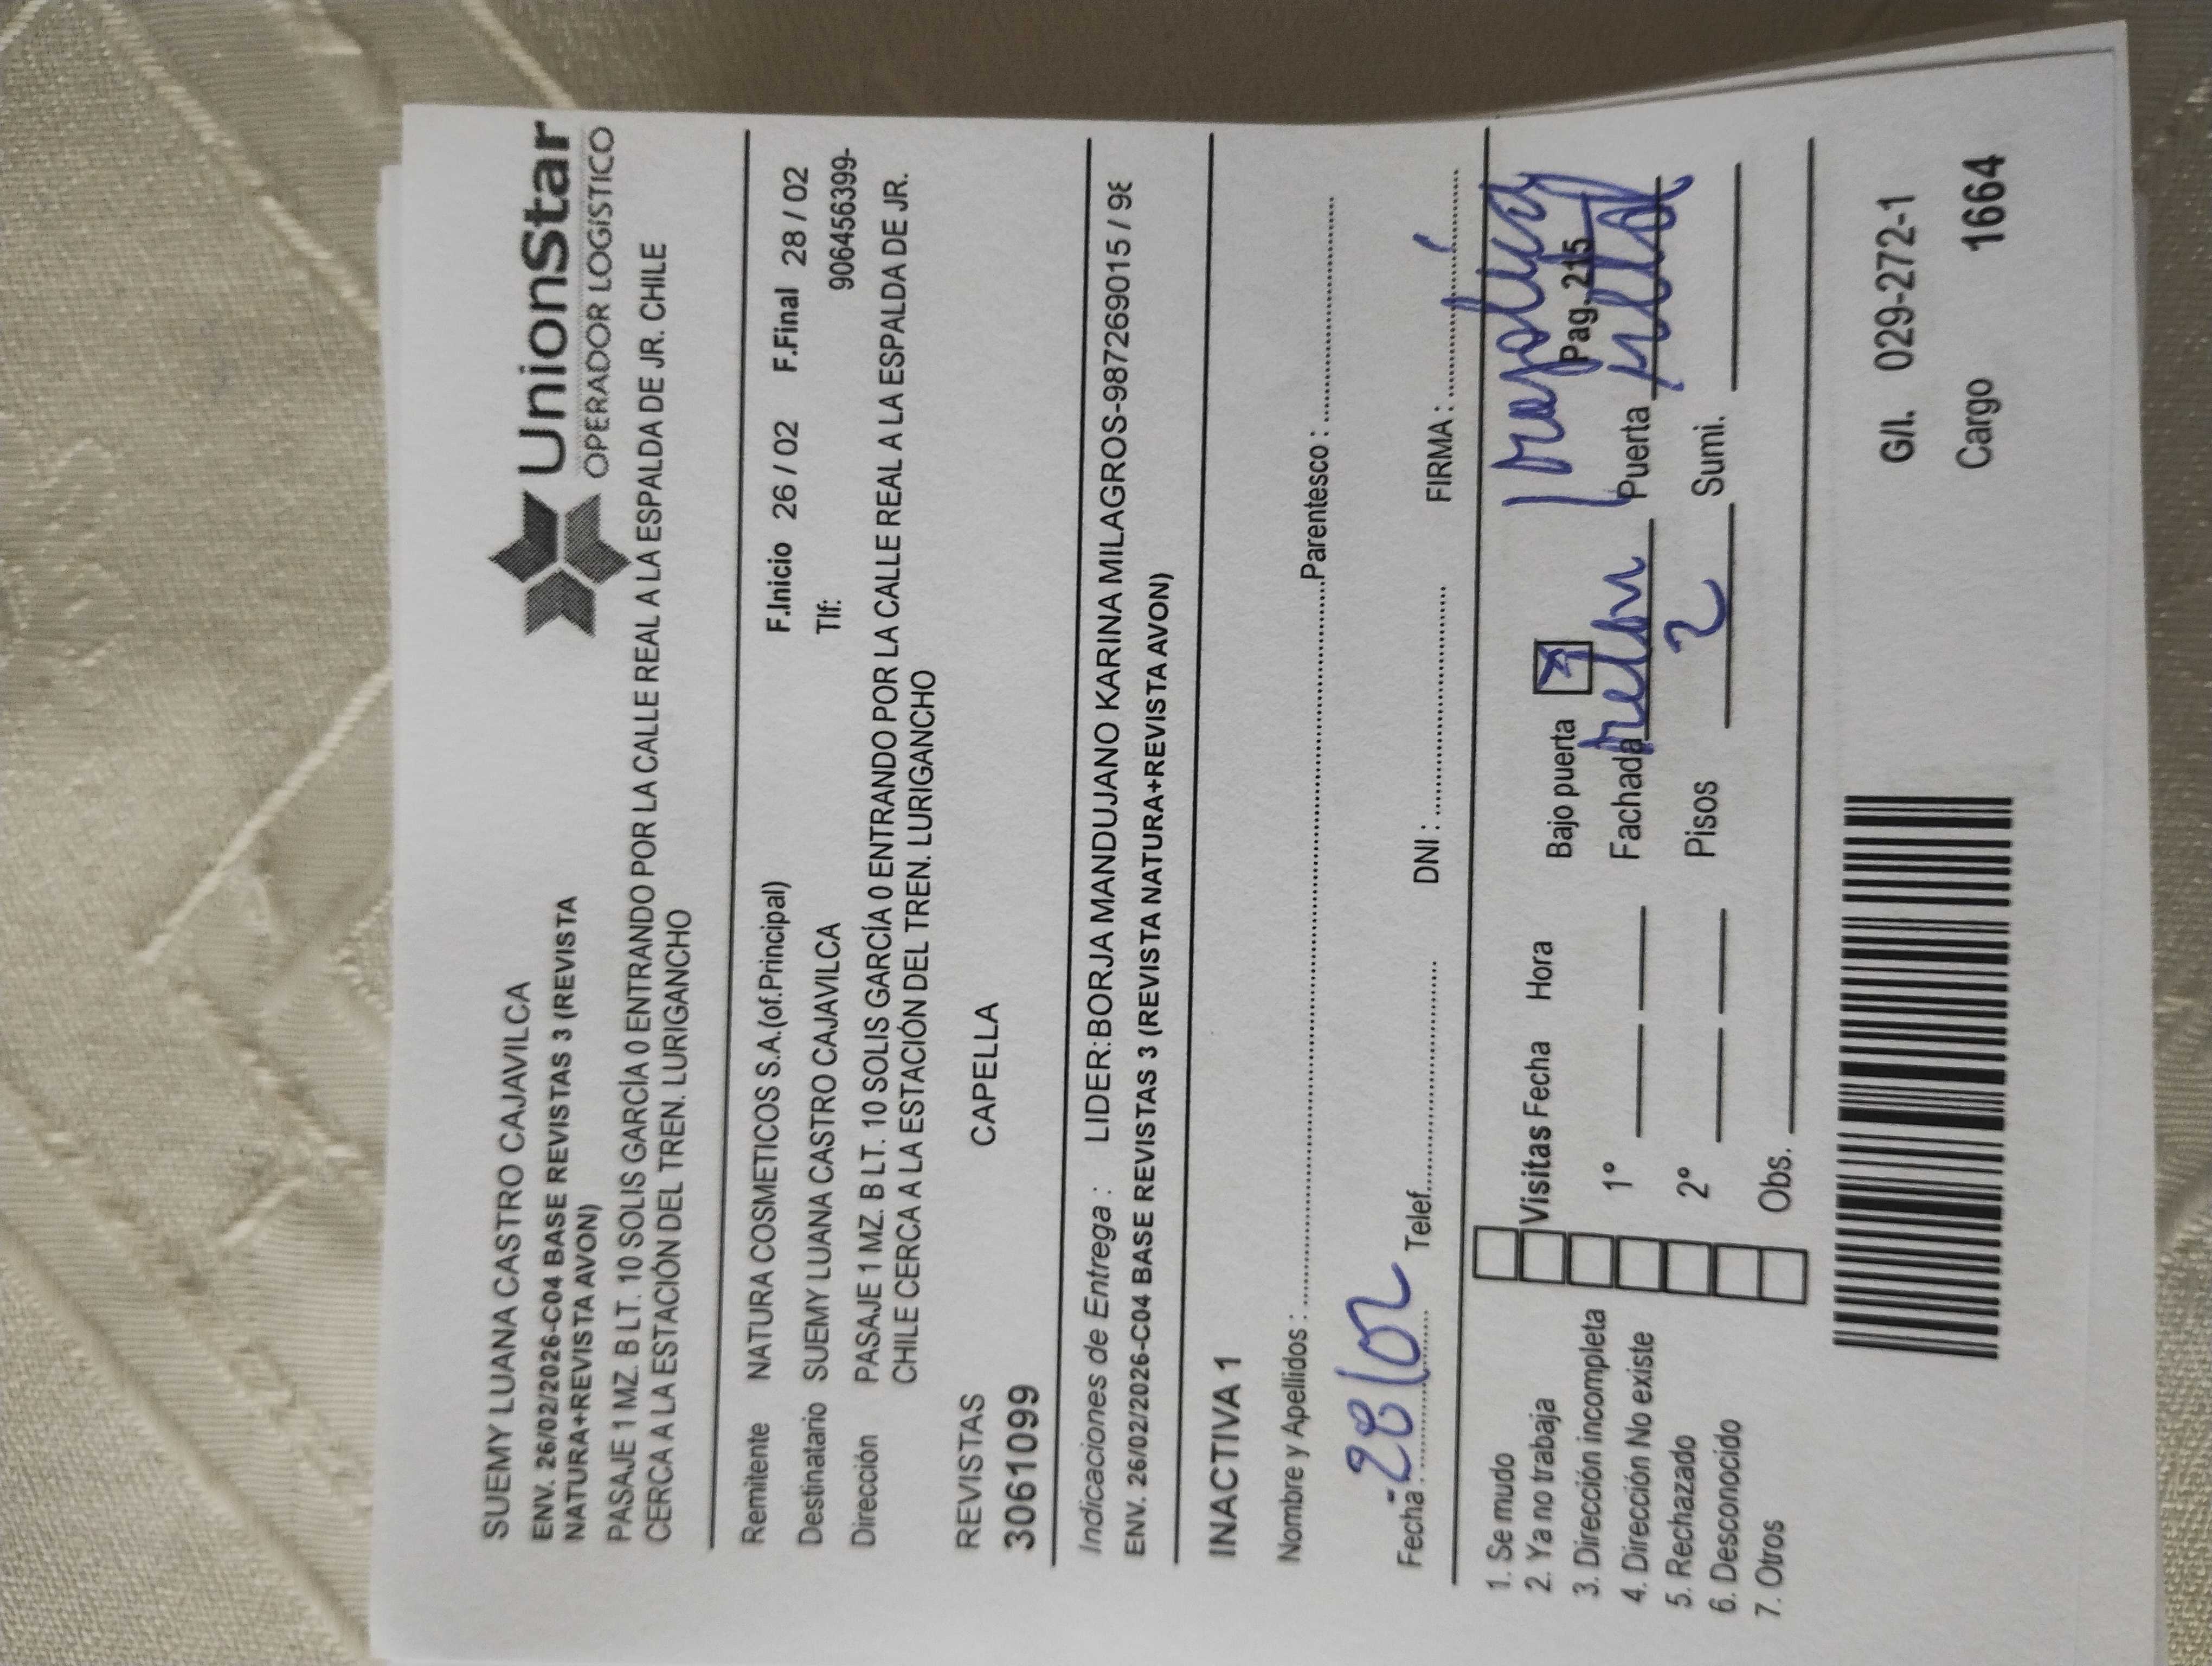 UnionStar
OPERADOR LOGÍSTICO
SUEMY LUANA CASTRO CAJAVILCA
ENV. 26/02/2026-C04 BASE REVISTAS 3 (REVISTA
NATURA+REVISTA AVON)
PASAJE 1 MZ. B LT. 10 SOLIS GARCÍA 0 ENTRANDO POR LA CALLE REAL A LA ESPALDA DE JR. CHILE
CERCA A LA ESTACIÓN DEL TREN. LURIGANCHO
Remitente NATURA COSMETICOS S.A.(of.Principal) F.Inicio 26 / 02 F.Final 28 / 02
Destinatario SUEMY LUANA CASTRO CAJAVILCA Tlf: 906456399-
Dirección PASAJE 1 MZ. B LT. 10 SOLIS GARCÍA 0 ENTRANDO POR LA CALLE REAL A LA ESPALDA DE JR.
CHILE CERCA A LA ESTACIÓN DEL TREN. LURIGANCHO
REVISTAS CAPELLA
3061099
Indicaciones de Entrega : LIDER:BORJA MANDUJANO KARINA MILAGROS-987269015 / 98
ENV. 26/02/2026-C04 BASE REVISTAS 3 (REVISTA NATURA+REVISTA AVON)
INACTIVA 1
Nombre y Apellidos : Parentesco :
Fecha : 28/02 Telef. DNI : FIRMA :
1. Se mudo
2. Ya no trabaja
3. Dirección incompleta
4. Dirección No existe
5. Rechazado
6. Desconocido
7. Otros
Visitas Fecha Hora Bajo puerta
Pag. 215
1º Fachada Puerta
2º Pisos 2 Sumi.
Obs.
G/I. 029-272-1
Cargo 1664